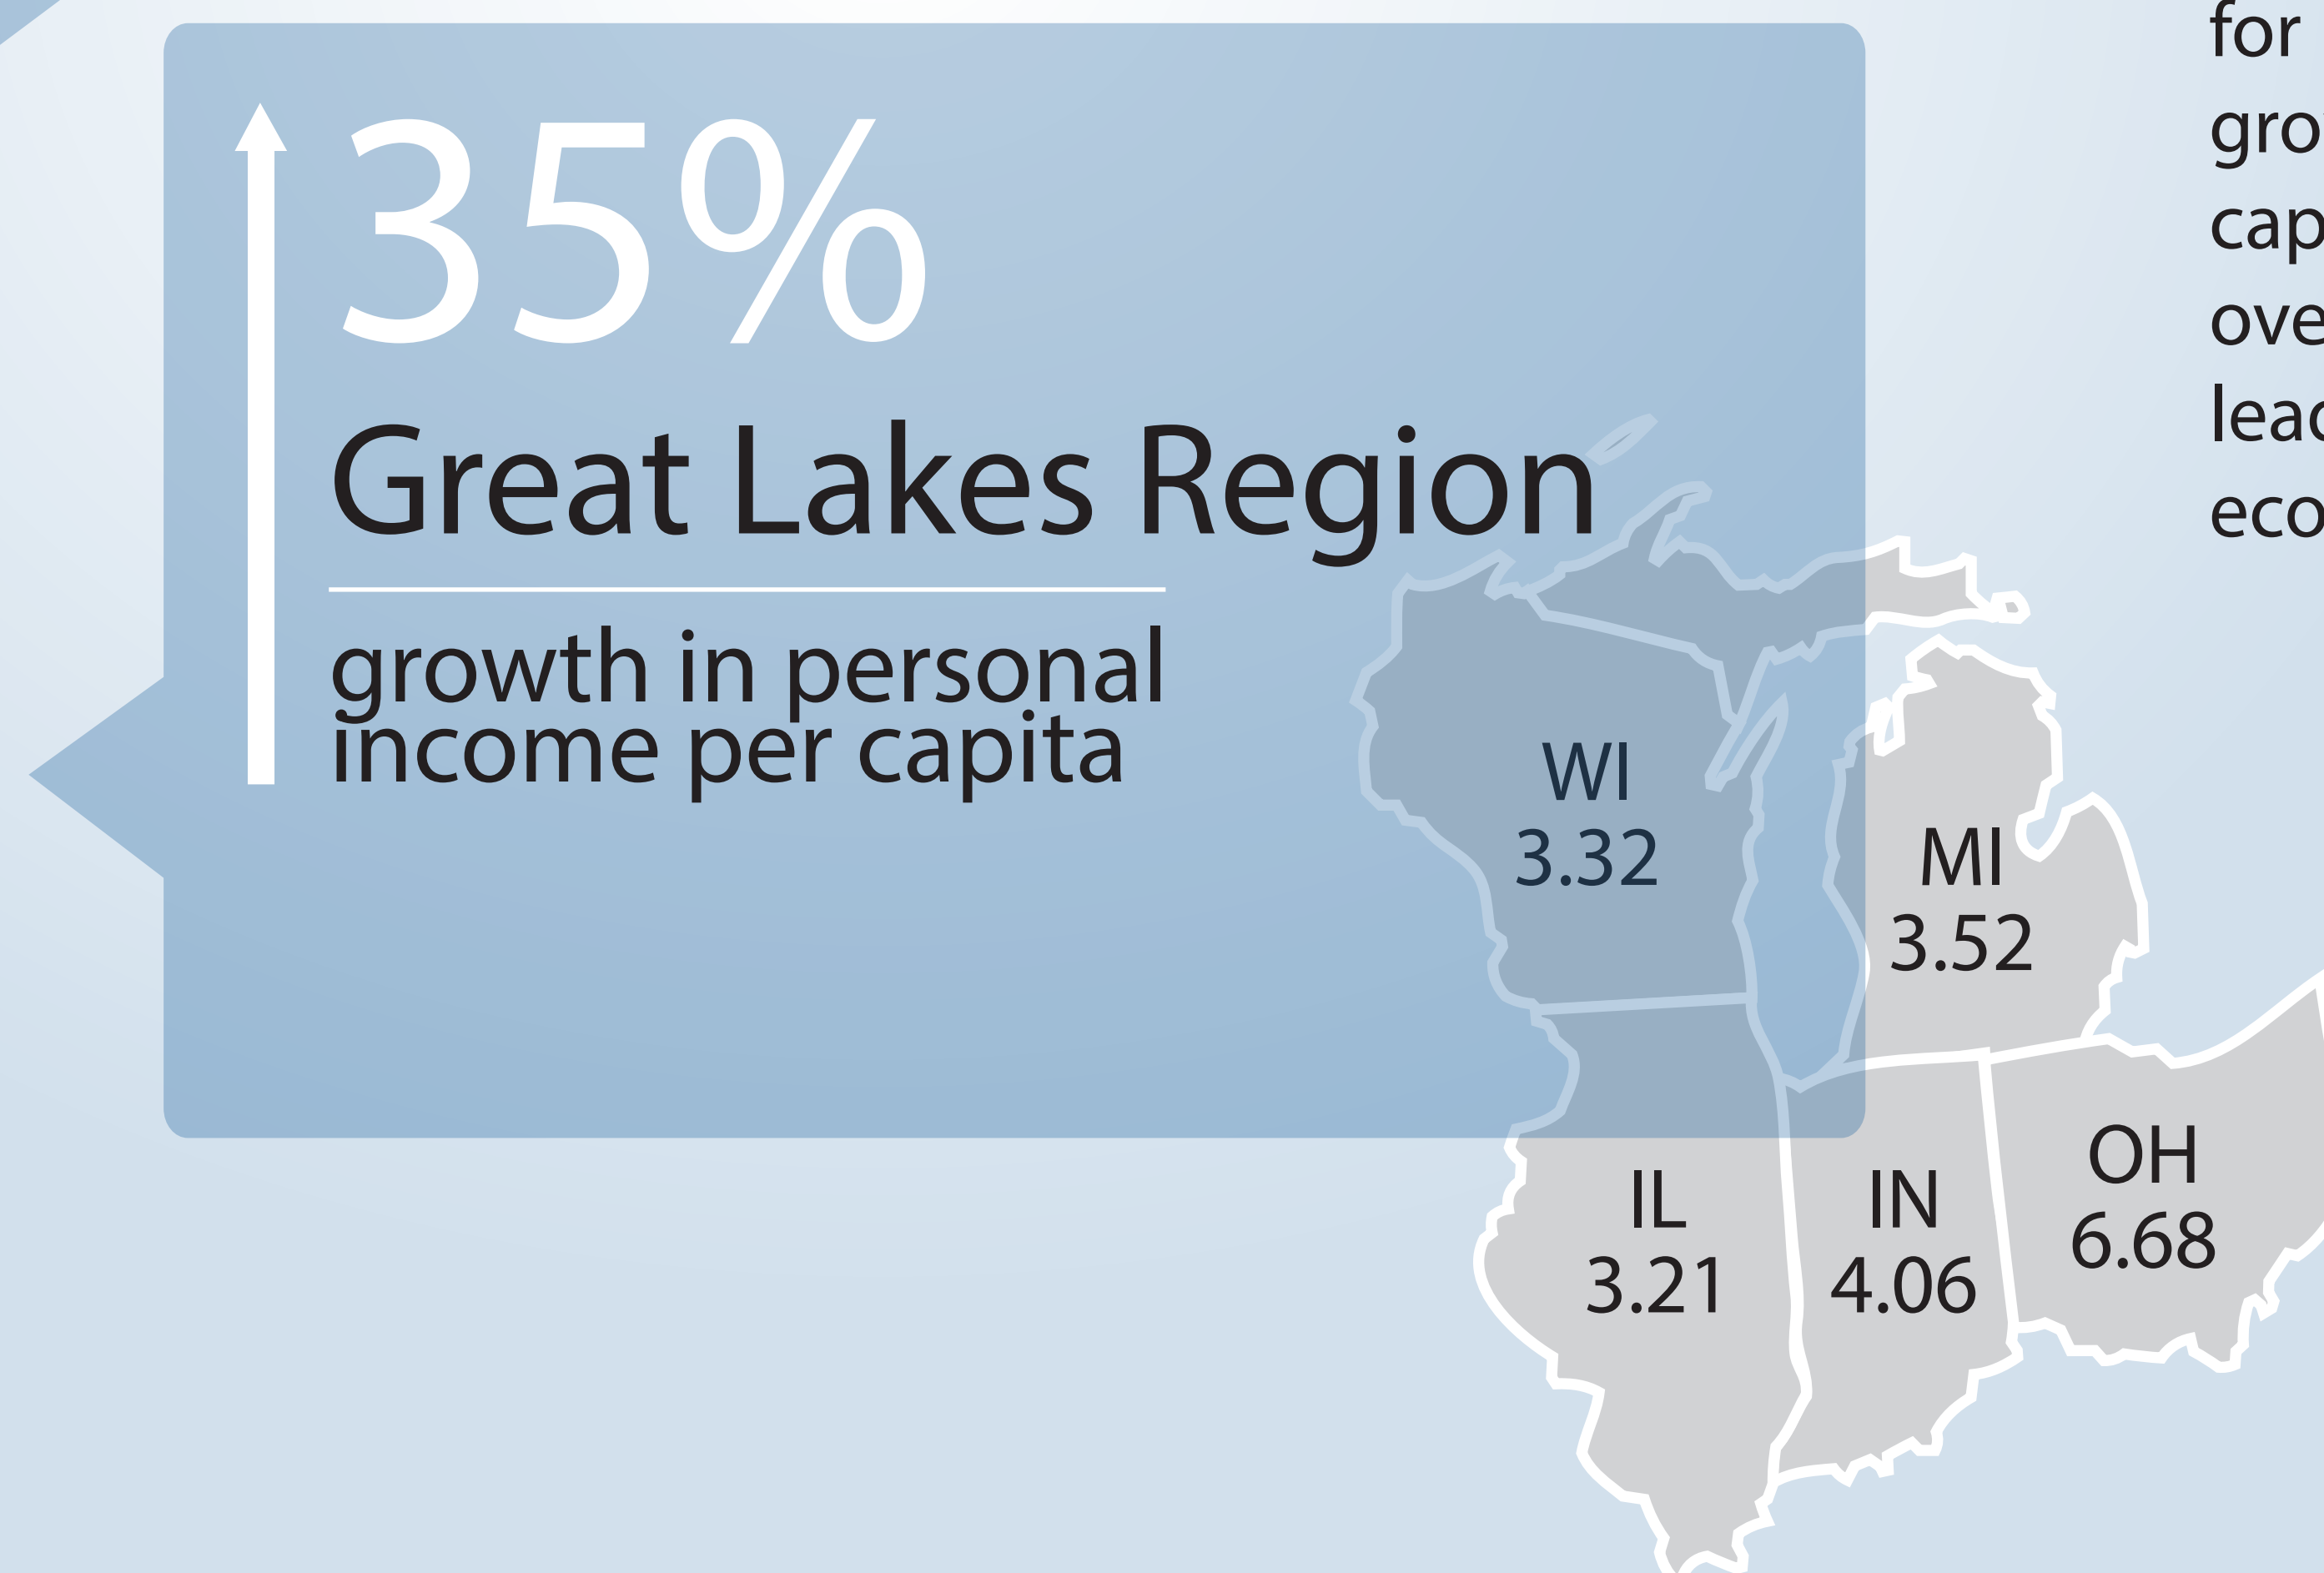 35%
Great Lakes Region
growth in personal
income per capita
WI
3.32
MI
3.52
IL
3.21
IN
4.06
OH
6.68
for